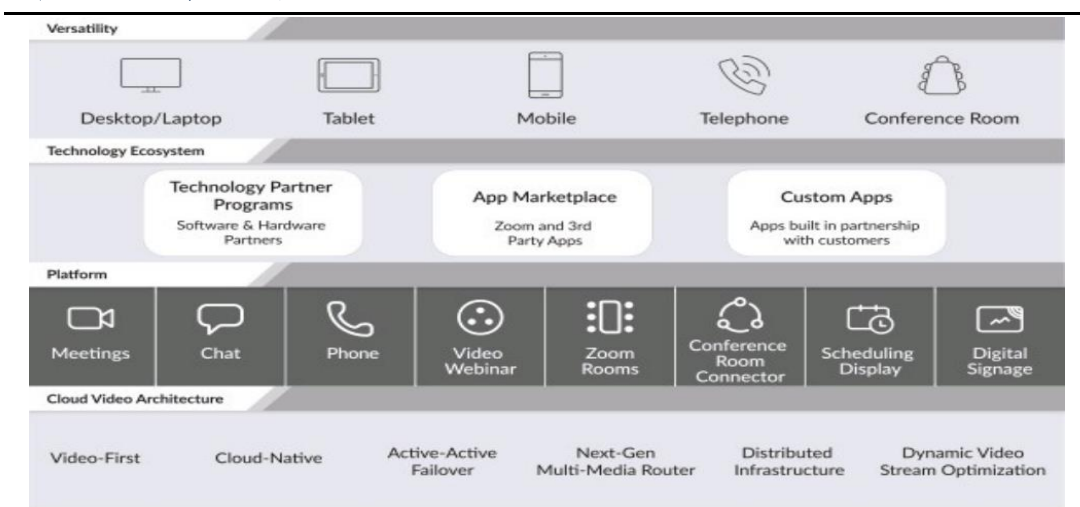 Versatility
Desktop/Laptop
Tablet
Mobile
Telephone
Conference Room
Technology Ecosystem
Technology Partner
Programs
Software & Hardware
Partners
App Marketplace
Zoom and 3rd
Party Apps
Custom Apps
Apps built in partnership
with customers
Platform
Meetings
Chat
Phone
Video
Webinar
Zoom
Rooms
Conference
Room
Connector
Scheduling
Display
Digital
Signage
Cloud Video Architecture
Video-First
Cloud-Native
Active-Active
Failover
Next-Gen
Multi-Media Router
Distributed
Infrastructure
Dynamic Video
Stream Optimization